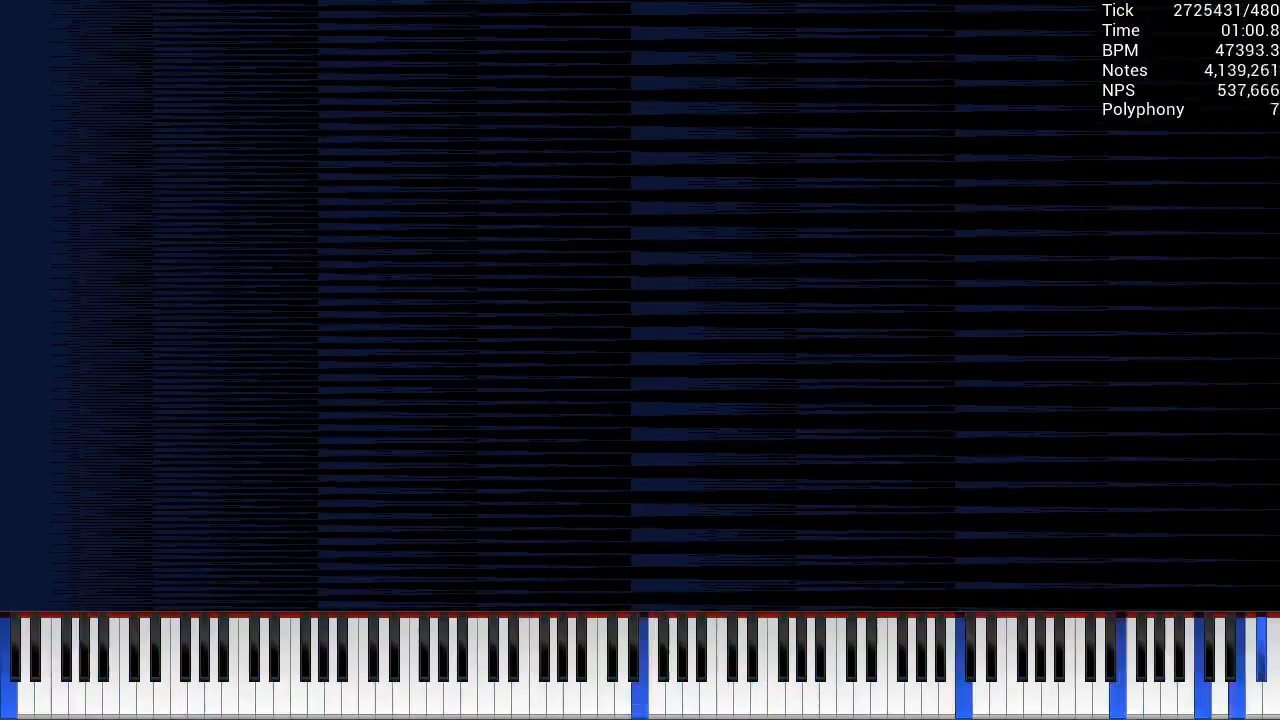 Tick 2725431/480
Time 01:00.8
BPM 47393.3
Notes 4,139,261
NPS 537,666
Polyphony 7